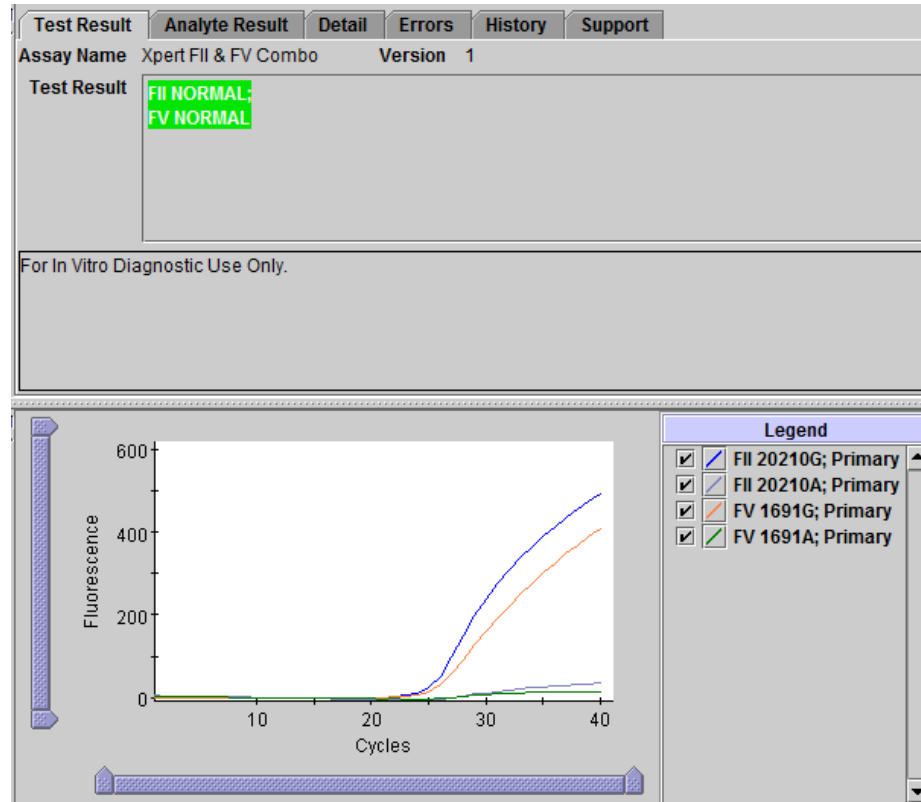 Test Result Analyte Result Detail Errors History Support
Assay Name Xpert FII & FV Combo Version 1
Test Result
FII NORMAL;
FV NORMAL
For In Vitro Diagnostic Use Only.
600
400
200
0
Fluorescence
10 20 30 40
Cycles
Legend
FII 20210G; Primary
FII 20210A; Primary
FV 1691G; Primary
FV 1691A; Primary